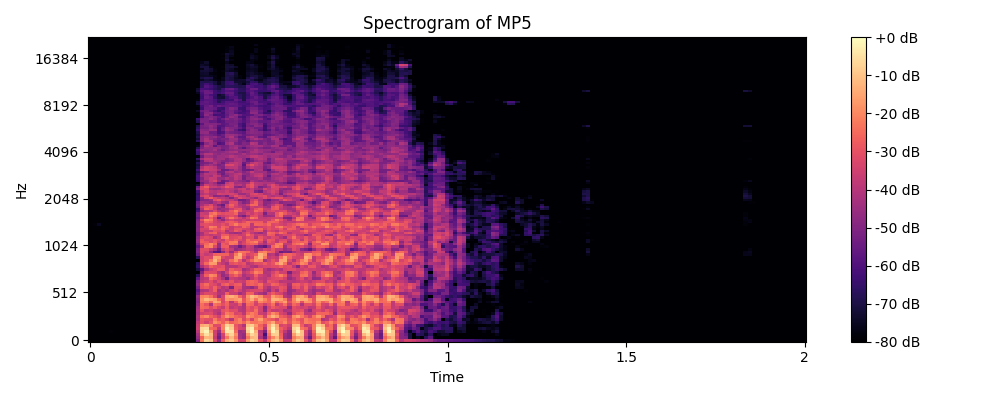 Spectrogram of MP5
16384
8192
4096
2048
1024
512
0
Hz
0
0.5
1
1.5
2
Time
+0 dB
-10 dB
-20 dB
-30 dB
-40 dB
-50 dB
-60 dB
-70 dB
-80 dB